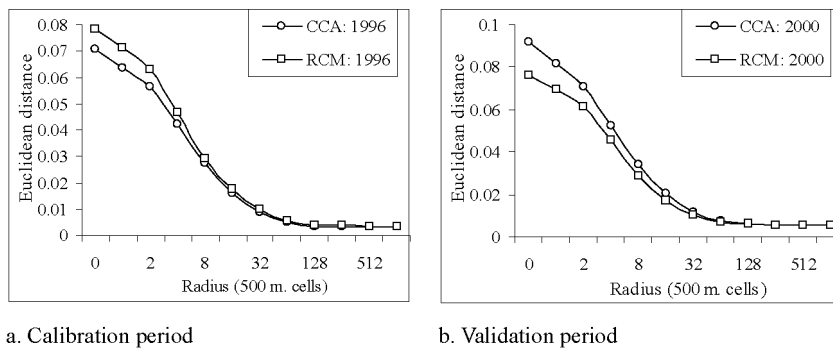 0.08
0.07
0.06
0.05
0.04
0.03
0.02
0.01
0
Euclidean distance
CCA: 1996
RCM: 1996
0 2 8 32 128 512
Radius (500 m. cells)
a. Calibration period
0.1
0.08
0.06
0.04
0.02
0
Euclidean distance
CCA: 2000
RCM: 2000
0 2 8 32 128 512
Radius (500 m. cells)
b. Validation period